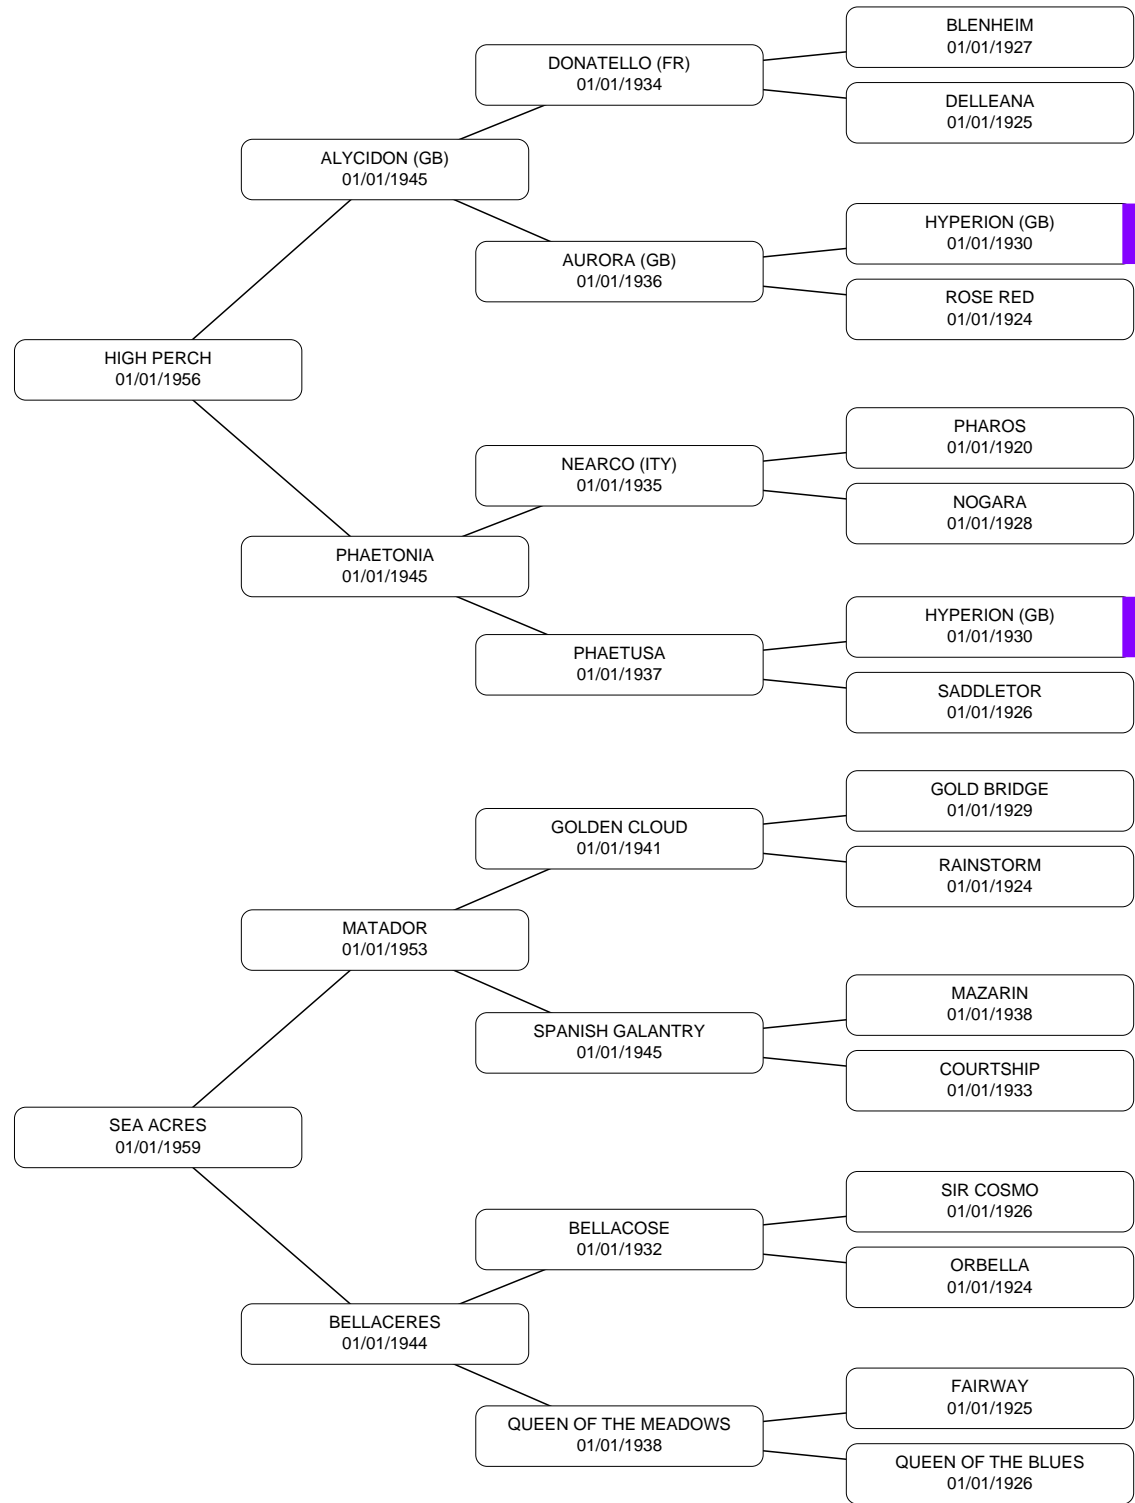 BLENHEIM
01/01/1927
DONATELLO (FR)
01/01/1934
DELLEANA
01/01/1925
ALYCIDON (GB)
01/01/1945
HYPERION (GB)
01/01/1930
AURORA (GB)
01/01/1936
ROSE RED
01/01/1924
HIGH PERCH
01/01/1956
PHAROS
01/01/1920
NEARCO (ITY)
01/01/1935
NOGARA
01/01/1928
PHAETONIA
01/01/1945
HYPERION (GB)
01/01/1930
PHAETUSA
01/01/1937
SADDLETOR
01/01/1926
GOLD BRIDGE
01/01/1929
GOLDEN CLOUD
01/01/1941
RAINSTORM
01/01/1924
MATADOR
01/01/1953
MAZARIN
01/01/1938
SPANISH GALANTRY
01/01/1945
COURTSHIP
01/01/1933
SEA ACRES
01/01/1959
SIR COSMO
01/01/1926
BELLACOSE
01/01/1932
ORBELLA
01/01/1924
BELLACERES
01/01/1944
FAIRWAY
01/01/1925
QUEEN OF THE MEADOWS
01/01/1938
QUEEN OF THE BLUES
01/01/1926